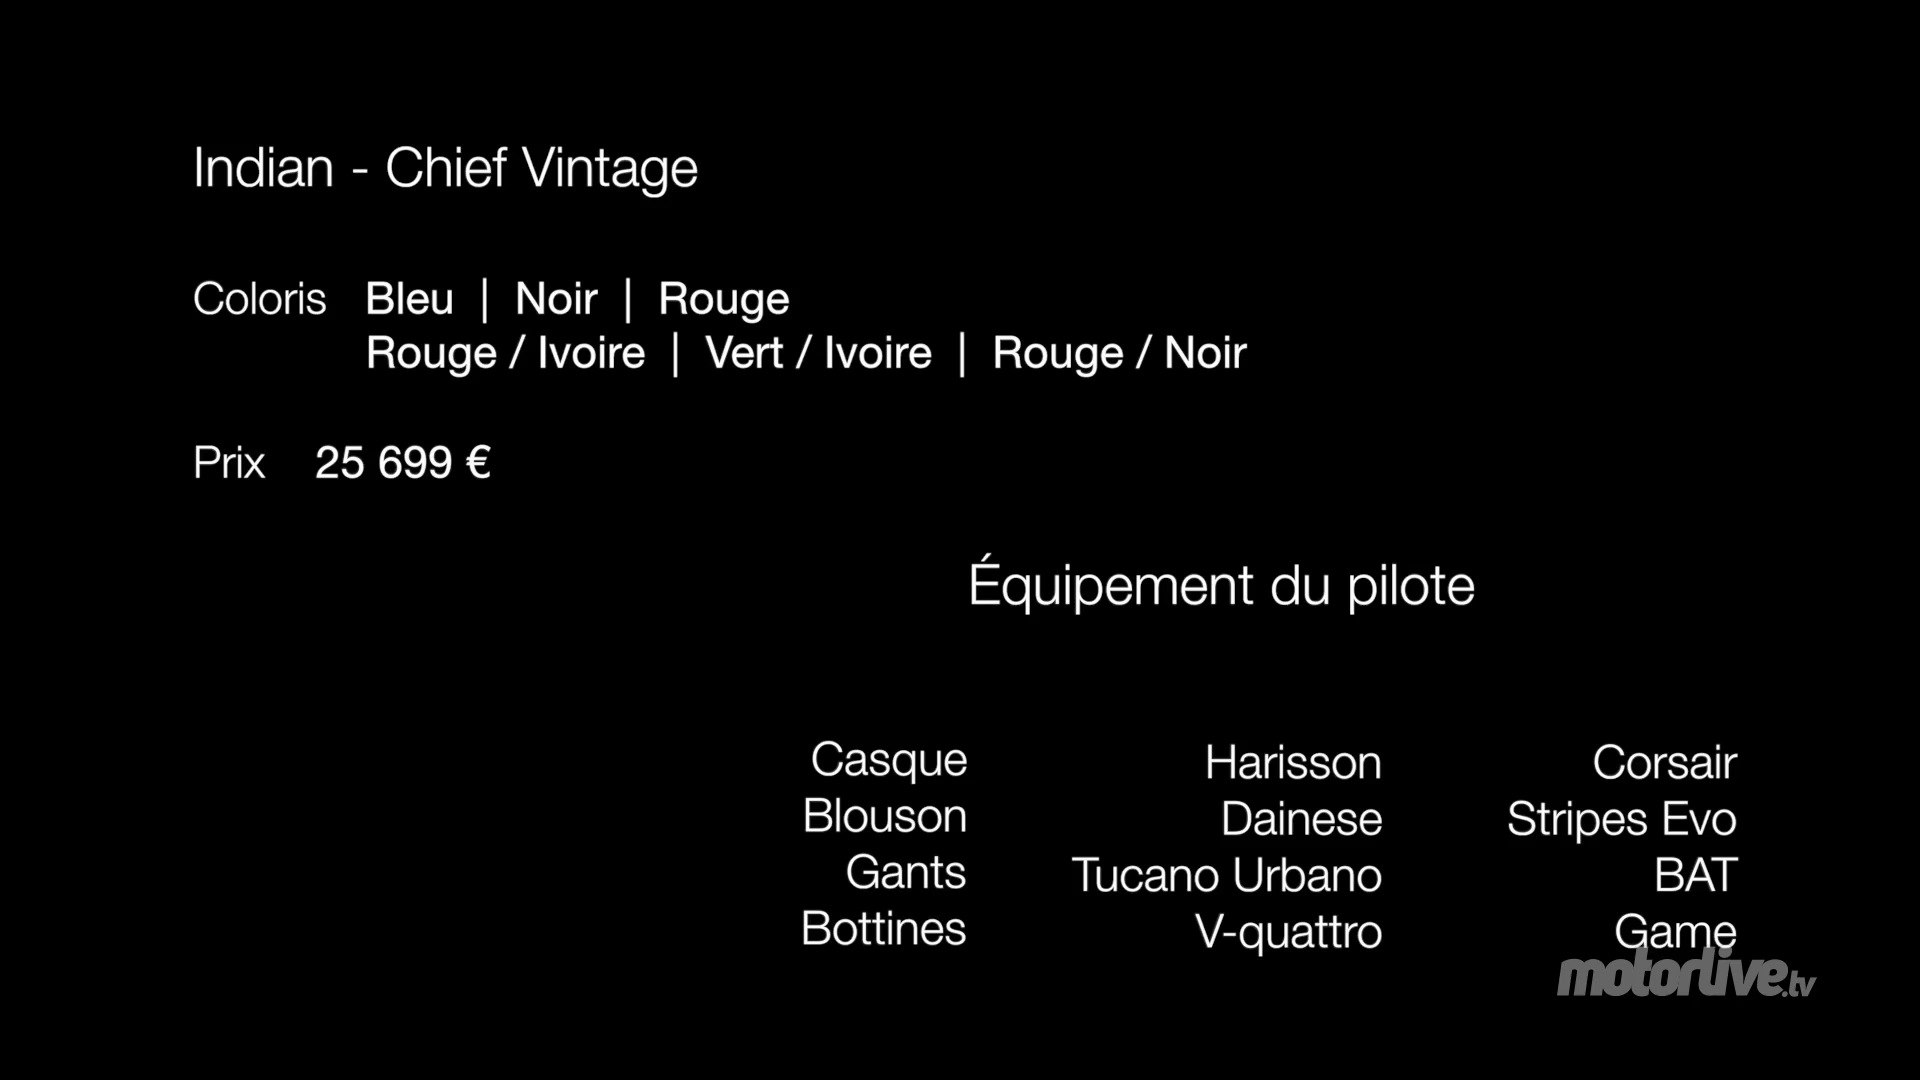 Indian - Chief Vintage
Coloris Bleu | Noir | Rouge
Rouge / Ivoire | Vert / Ivoire | Rouge / Noir
Prix 25 699 €
Équipement du pilote
Casque Harisson Corsair
Blouson Dainese Stripes Evo
Gants Tucano Urbano BAT
Bottines V-quattro Game
motorlive.tv